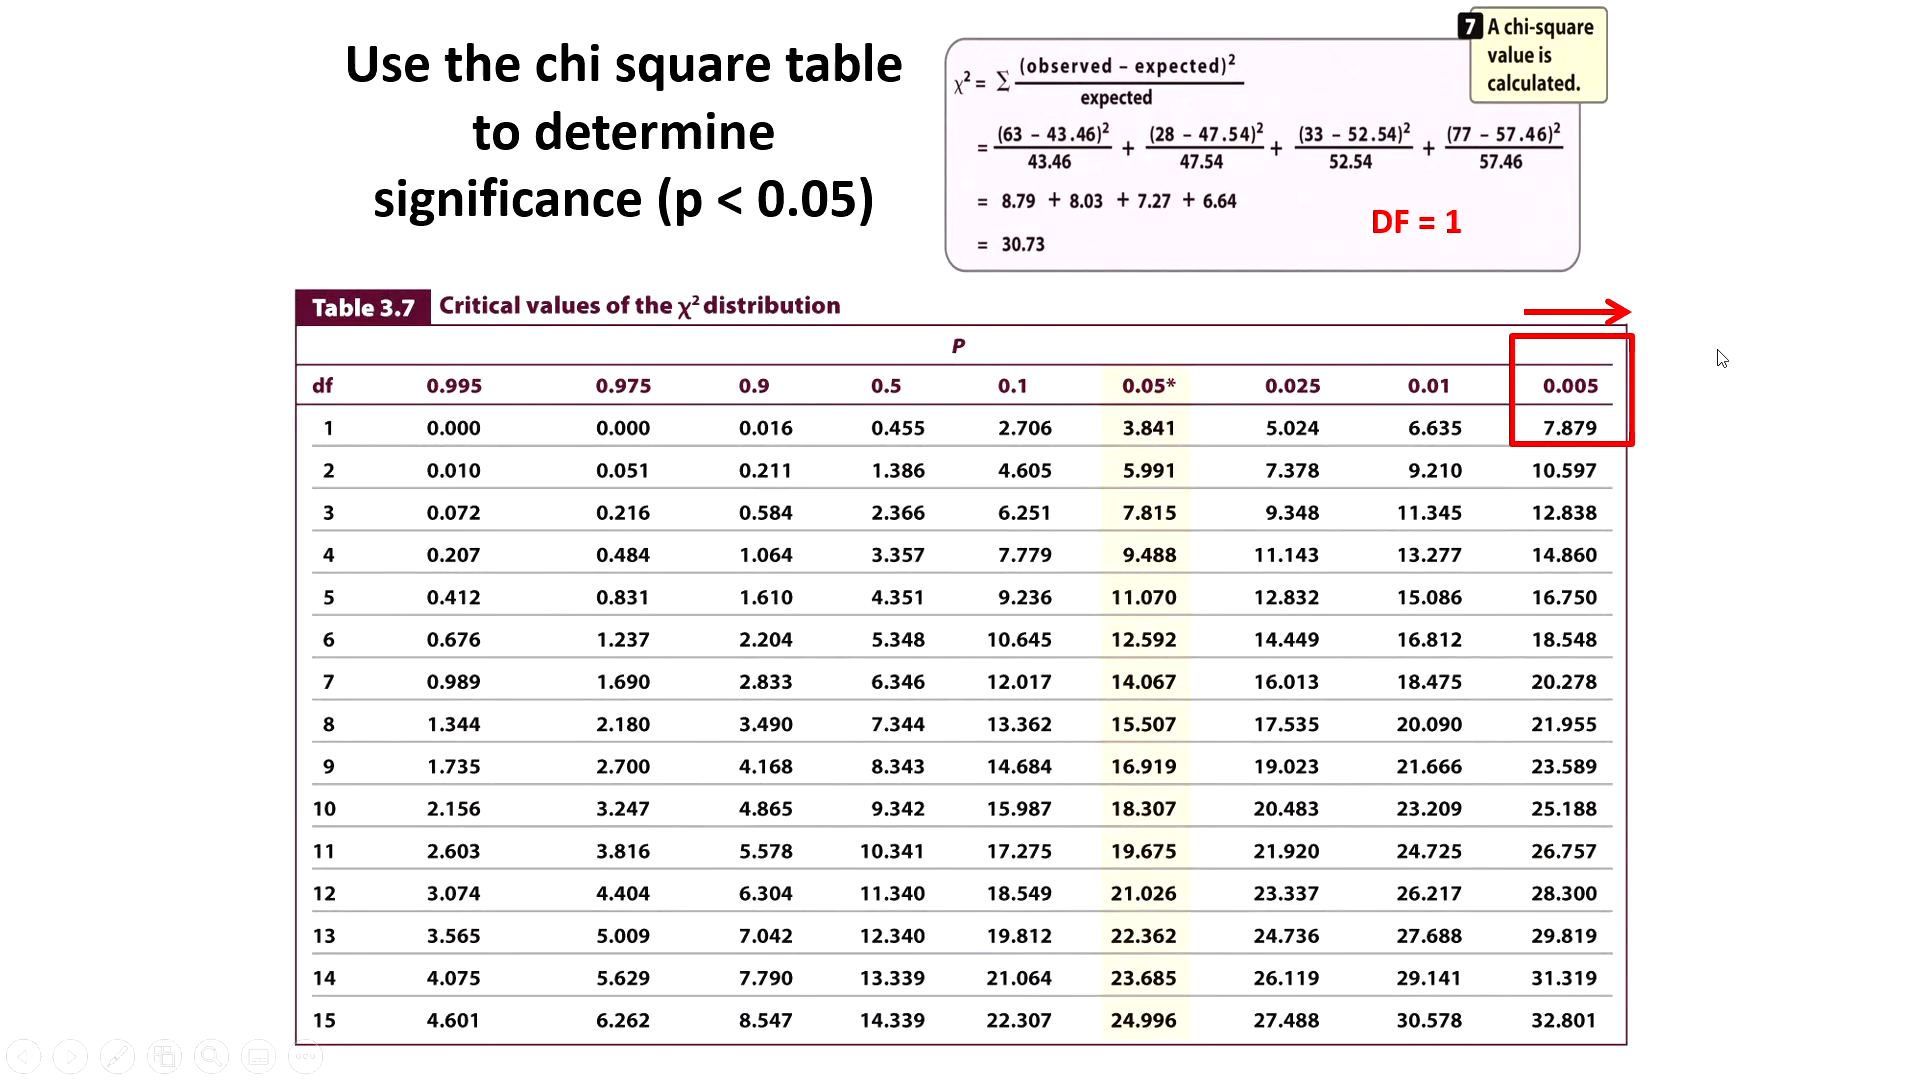 Use the chi square table
to determine
significance (p < 0.05)
7 A chi-square
value is
calculated.
χ² = Σ (observed – expected)² / expected
= (63 – 43.46)² / 43.46 + (28 – 47.54)² / 47.54 + (33 – 52.54)² / 52.54 + (77 – 57.46)² / 57.46
= 8.79 + 8.03 + 7.27 + 6.64
DF = 1
= 30.73
Table 3.7 Critical values of the χ² distribution
P
df 0.995 0.975 0.9 0.5 0.1 0.05* 0.025 0.01 0.005
1 0.000 0.000 0.016 0.455 2.706 3.841 5.024 6.635 7.879
2 0.010 0.051 0.211 1.386 4.605 5.991 7.378 9.210 10.597
3 0.072 0.216 0.584 2.366 6.251 7.815 9.348 11.345 12.838
4 0.207 0.484 1.064 3.357 7.779 9.488 11.143 13.277 14.860
5 0.412 0.831 1.610 4.351 9.236 11.070 12.832 15.086 16.750
6 0.676 1.237 2.204 5.348 10.645 12.592 14.449 16.812 18.548
7 0.989 1.690 2.833 6.346 12.017 14.067 16.013 18.475 20.278
8 1.344 2.180 3.490 7.344 13.362 15.507 17.535 20.090 21.955
9 1.735 2.700 4.168 8.343 14.684 16.919 19.023 21.666 23.589
10 2.156 3.247 4.865 9.342 15.987 18.307 20.483 23.209 25.188
11 2.603 3.816 5.578 10.341 17.275 19.675 21.920 24.725 26.757
12 3.074 4.404 6.304 11.340 18.549 21.026 23.337 26.217 28.300
13 3.565 5.009 7.042 12.340 19.812 22.362 24.736 27.688 29.819
14 4.075 5.629 7.790 13.339 21.064 23.685 26.119 29.141 31.319
15 4.601 6.262 8.547 14.339 22.307 24.996 27.488 30.578 32.801